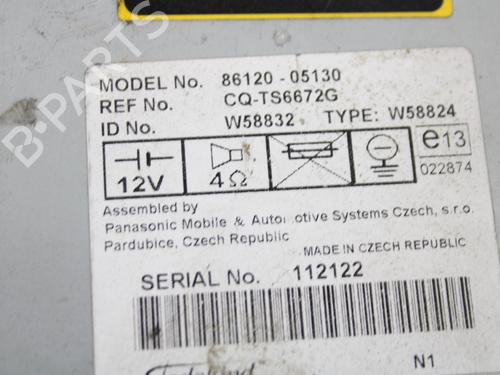 MODEL No. 86120 - 05130
REF No. CQ-TS6672G
ID No. W58832 TYPE: W58824
12V 4Ω e13
022874
Assembled by
Panasonic Mobile & Automotive Systems Czech, s.r.o.
Pardubice, Czech Republic
MADE IN CZECH REPUBLIC
SERIAL No. 112122
N1
B-PARTS